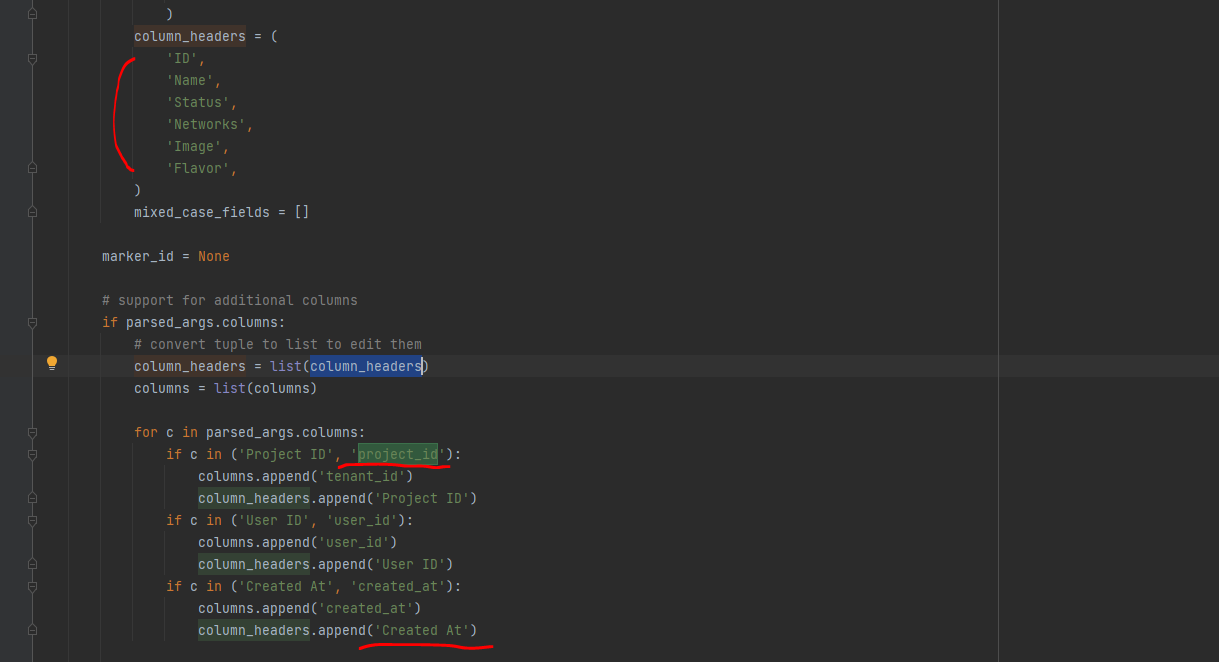 )
column_headers = (
'ID',
'Name',
'Status',
'Networks',
'Image',
'Flavor',
)
mixed_case_fields = []
marker_id = None
# support for additional columns
if parsed_args.columns:
# convert tuple to list to edit them
column_headers = list(column_headers)
columns = list(columns)
for c in parsed_args.columns:
if c in ('Project ID', 'project_id'):
columns.append('tenant_id')
column_headers.append('Project ID')
if c in ('User ID', 'user_id'):
columns.append('user_id')
column_headers.append('User ID')
if c in ('Created At', 'created_at'):
columns.append('created_at')
column_headers.append('Created At')